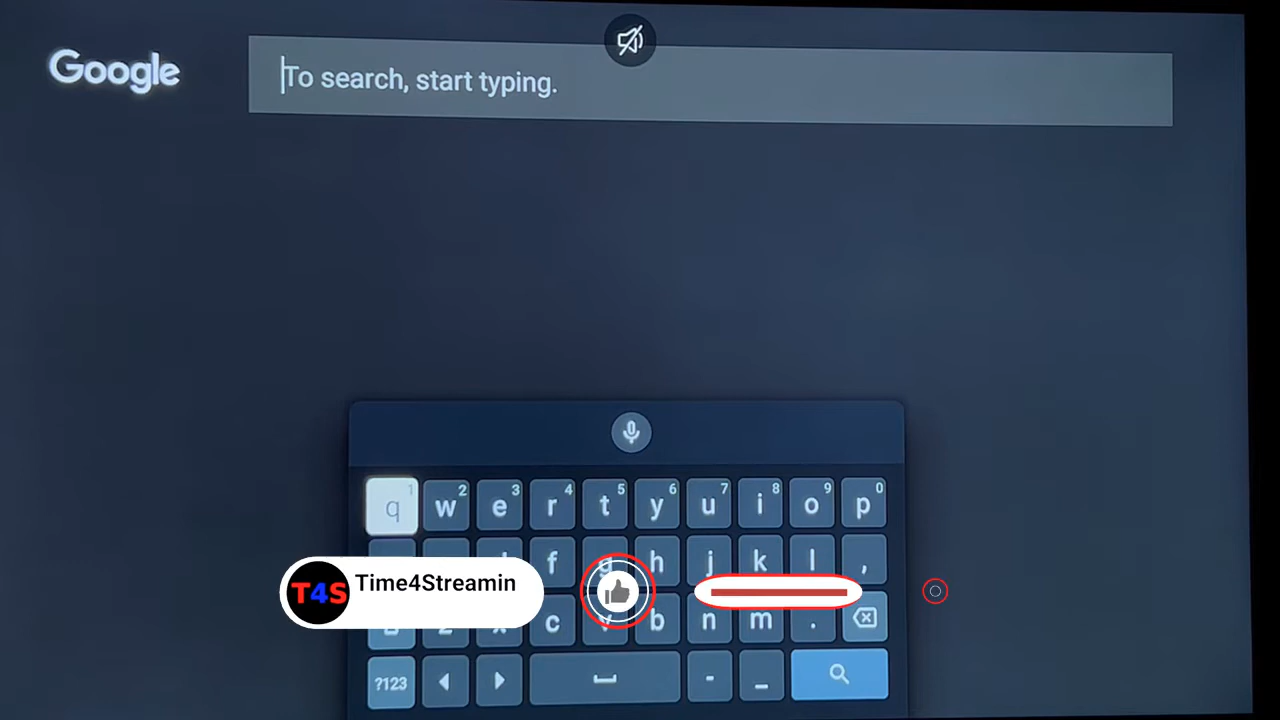 Google
To search, start typing.
q 1 w 2 e 3 r 4 t 5 y 6 u 7 i 8 o 9 p 0
f g h j k l ,
T4S Time4Streamin
z x c v b n m .
?123 - _